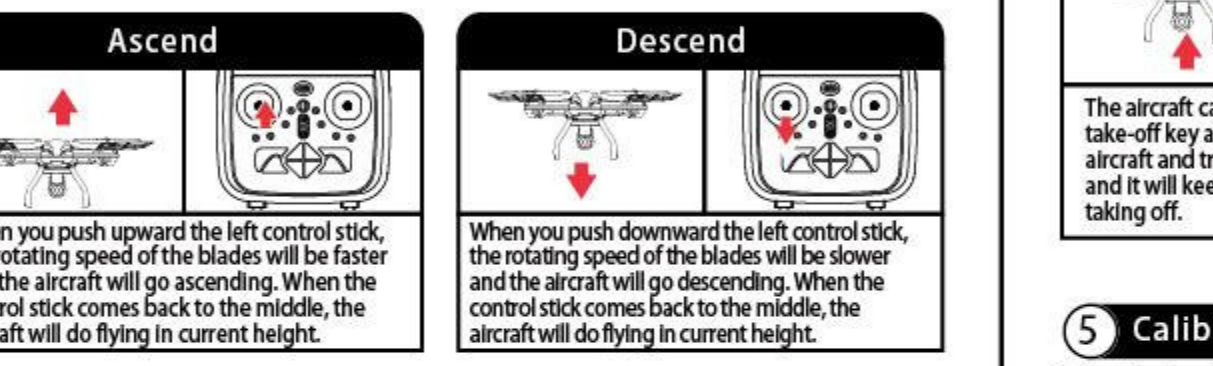 Ascend
n you push upward the left control stick,
rotating speed of the blades will be faster
the aircraft will go ascending. When the
rol stick comes back to the middle, the
aft will do flying in current height.
Descend
When you push downward the left control stick,
the rotating speed of the blades will be slower
and the aircraft will go descending. When the
control stick comes back to the middle, the
aircraft will do flying in current height.
The aircraft ca
take-off key a
aircraft and tr
and it will kee
taking off.
5 Calib